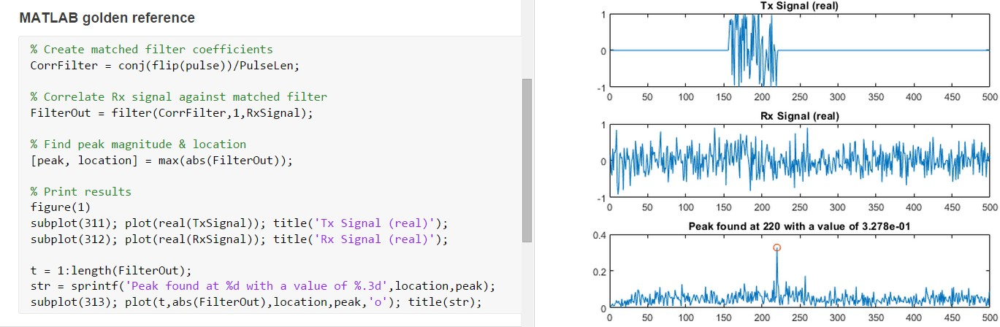 MATLAB golden reference
% Create matched filter coefficients
CorrFilter = conj(flip(pulse))/PulseLen;
% Correlate Rx signal against matched filter
FilterOut = filter(CorrFilter,1,RxSignal);
% Find peak magnitude & location
[peak, location] = max(abs(FilterOut));
% Print results
figure(1)
subplot(311); plot(real(TxSignal)); title('Tx Signal (real)');
subplot(312); plot(real(RxSignal)); title('Rx Signal (real)');
t = 1:length(FilterOut);
str = sprintf('Peak found at %d with a value of %.3d',location,peak);
subplot(313); plot(t,abs(FilterOut),location,peak,'o'); title(str);
Tx Signal (real)
1
0
-1
0 50 100 150 200 250 300 350 400 450 500
Rx Signal (real)
1
0
-1
0 50 100 150 200 250 300 350 400 450 500
Peak found at 220 with a value of 3.278e-01
0.4
0.2
0
0 50 100 150 200 250 300 350 400 450 500